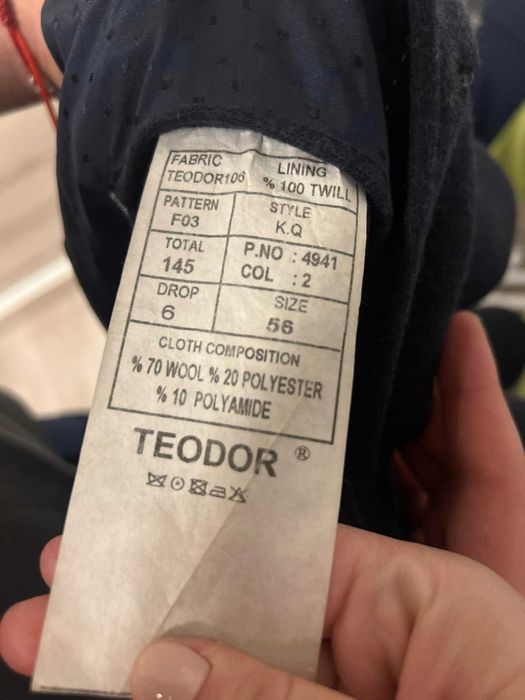 FABRIC LINING
TEODOR106 % 100 TWILL
PATTERN STYLE
F03 K.Q
TOTAL P.NO : 4941
145 COL : 2
DROP SIZE
6 56
CLOTH COMPOSITION
% 70 WOOL % 20 POLYESTER
% 10 POLYAMIDE
TEODOR ®